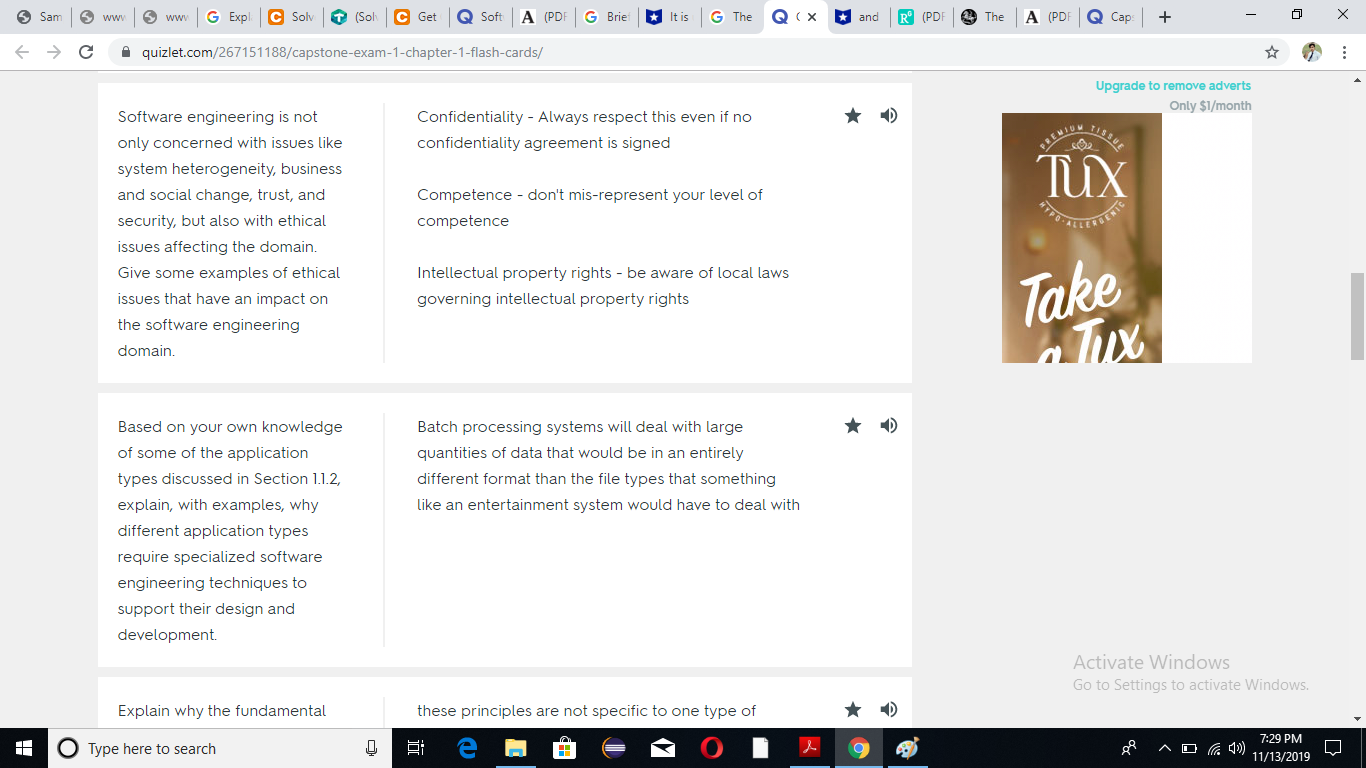 Sam
www
www
Expl
Solv
(Solv
Get
Soft
(PDF
Brief
It is
The
and
(PDF
The
(PDF
Cap
quizlet.com/267151188/capstone-exam-1-chapter-1-flash-cards/
Upgrade to remove adverts
Only $1/month
Software engineering is not
only concerned with issues like
system heterogeneity, business
and social change, trust, and
security, but also with ethical
issues affecting the domain.
Give some examples of ethical
issues that have an impact on
the software engineering
domain.
Confidentiality - Always respect this even if no
confidentiality agreement is signed
Competence - don't mis-represent your level of
competence
Intellectual property rights - be aware of local laws
governing intellectual property rights
PREMIUM TISSUE
TUX
HYPO-ALLERGENIC
Take
a Tux
Based on your own knowledge
of some of the application
types discussed in Section 1.1.2,
explain, with examples, why
different application types
require specialized software
engineering techniques to
support their design and
development.
Batch processing systems will deal with large
quantities of data that would be in an entirely
different format than the file types that something
like an entertainment system would have to deal with
Explain why the fundamental
these principles are not specific to one type of
Activate Windows
Go to Settings to activate Windows.
Type here to search
7:29 PM
11/13/2019